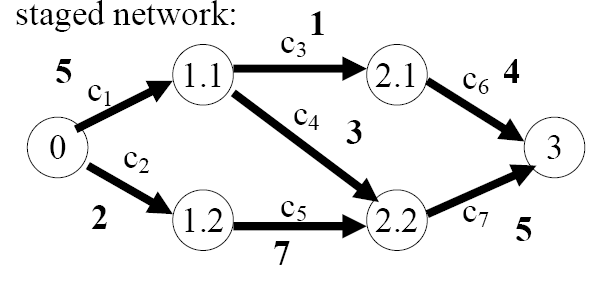 staged network:
1
5 c₁ 1.1 c₃ 2.1 c₆ 4
0 c₂ c₄ 3 3
2 1.2 c₅ 2.2 c₇ 5
7